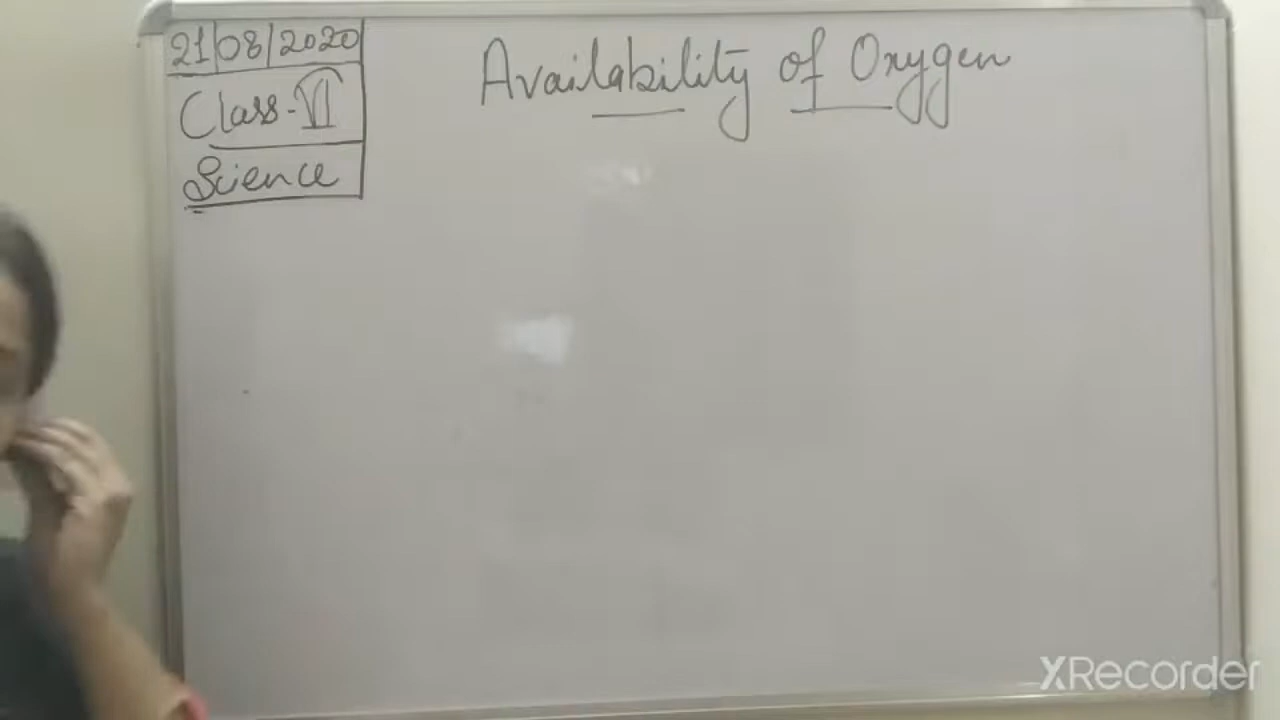 21/08/2020
Class-VI
Science
Availability of Oxygen
XRecorder